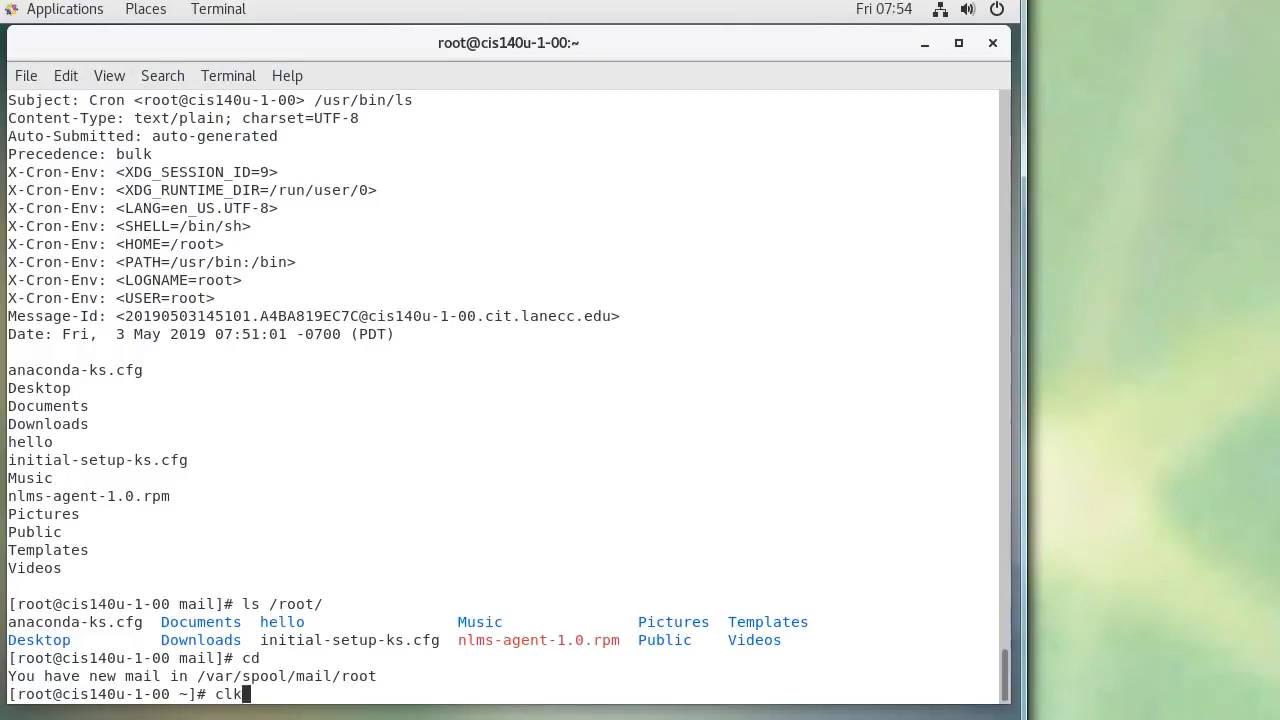 Applications Places Terminal Fri 07:54
root@cis140u-1-00:~
File Edit View Search Terminal Help
Subject: Cron <root@cis140u-1-00> /usr/bin/ls
Content-Type: text/plain; charset=UTF-8
Auto-Submitted: auto-generated
Precedence: bulk
X-Cron-Env: <XDG_SESSION_ID=9>
X-Cron-Env: <XDG_RUNTIME_DIR=/run/user/0>
X-Cron-Env: <LANG=en_US.UTF-8>
X-Cron-Env: <SHELL=/bin/sh>
X-Cron-Env: <HOME=/root>
X-Cron-Env: <PATH=/usr/bin:/bin>
X-Cron-Env: <LOGNAME=root>
X-Cron-Env: <USER=root>
Message-Id: <20190503145101.A4BA819EC7C@cis140u-1-00.cit.lanecc.edu>
Date: Fri,  3 May 2019 07:51:01 -0700 (PDT)
anaconda-ks.cfg
Desktop
Documents
Downloads
hello
initial-setup-ks.cfg
Music
nlms-agent-1.0.rpm
Pictures
Public
Templates
Videos
[root@cis140u-1-00 mail]# ls /root/
anaconda-ks.cfg  Documents  hello                 Music               Pictures  Templates
Desktop          Downloads  initial-setup-ks.cfg  nlms-agent-1.0.rpm  Public    Videos
[root@cis140u-1-00 mail]# cd
You have new mail in /var/spool/mail/root
[root@cis140u-1-00 ~]# clk